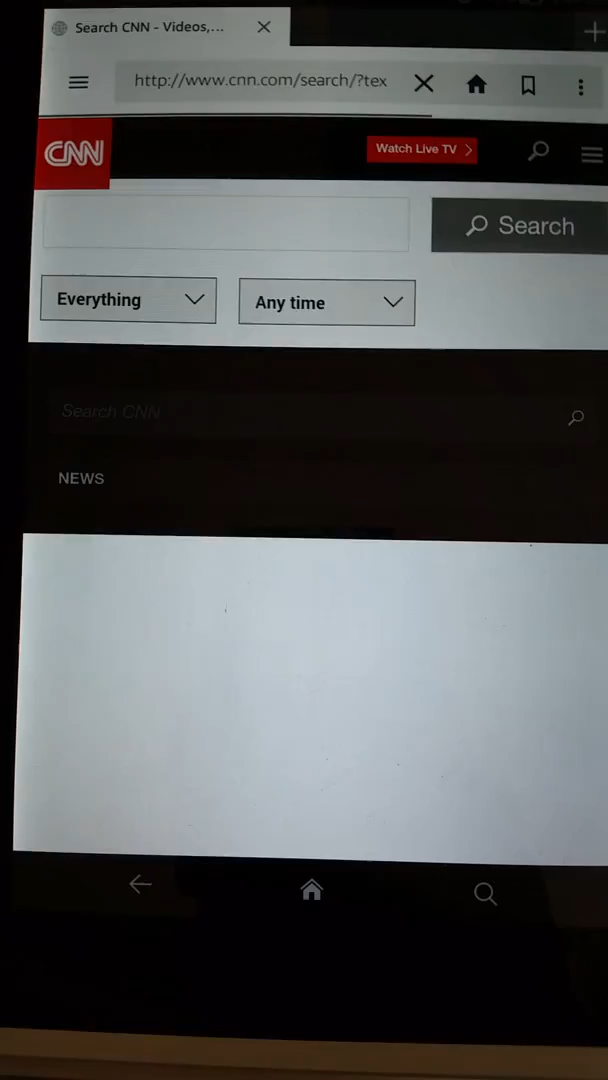 Search CNN - Videos,...
http://www.cnn.com/search/?tex
CNN
Watch Live TV
Search
Everything
Any time
Search CNN
NEWS